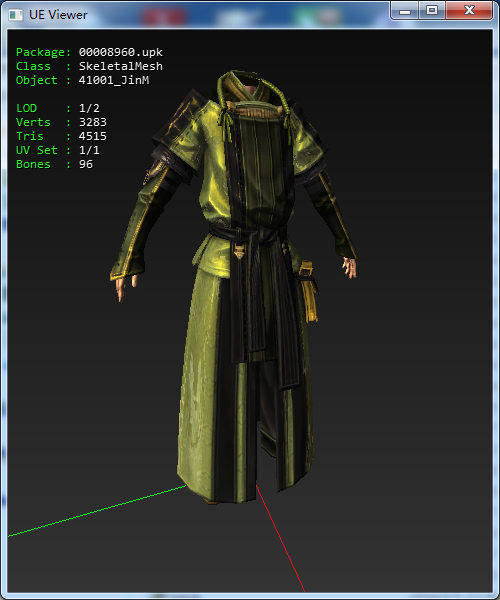 UE Viewer
Package: 00008960.upk
Class : SkeletalMesh
Object : 41001_JinM
LOD : 1/2
Verts : 3283
Tris : 4515
UV Set : 1/1
Bones : 96